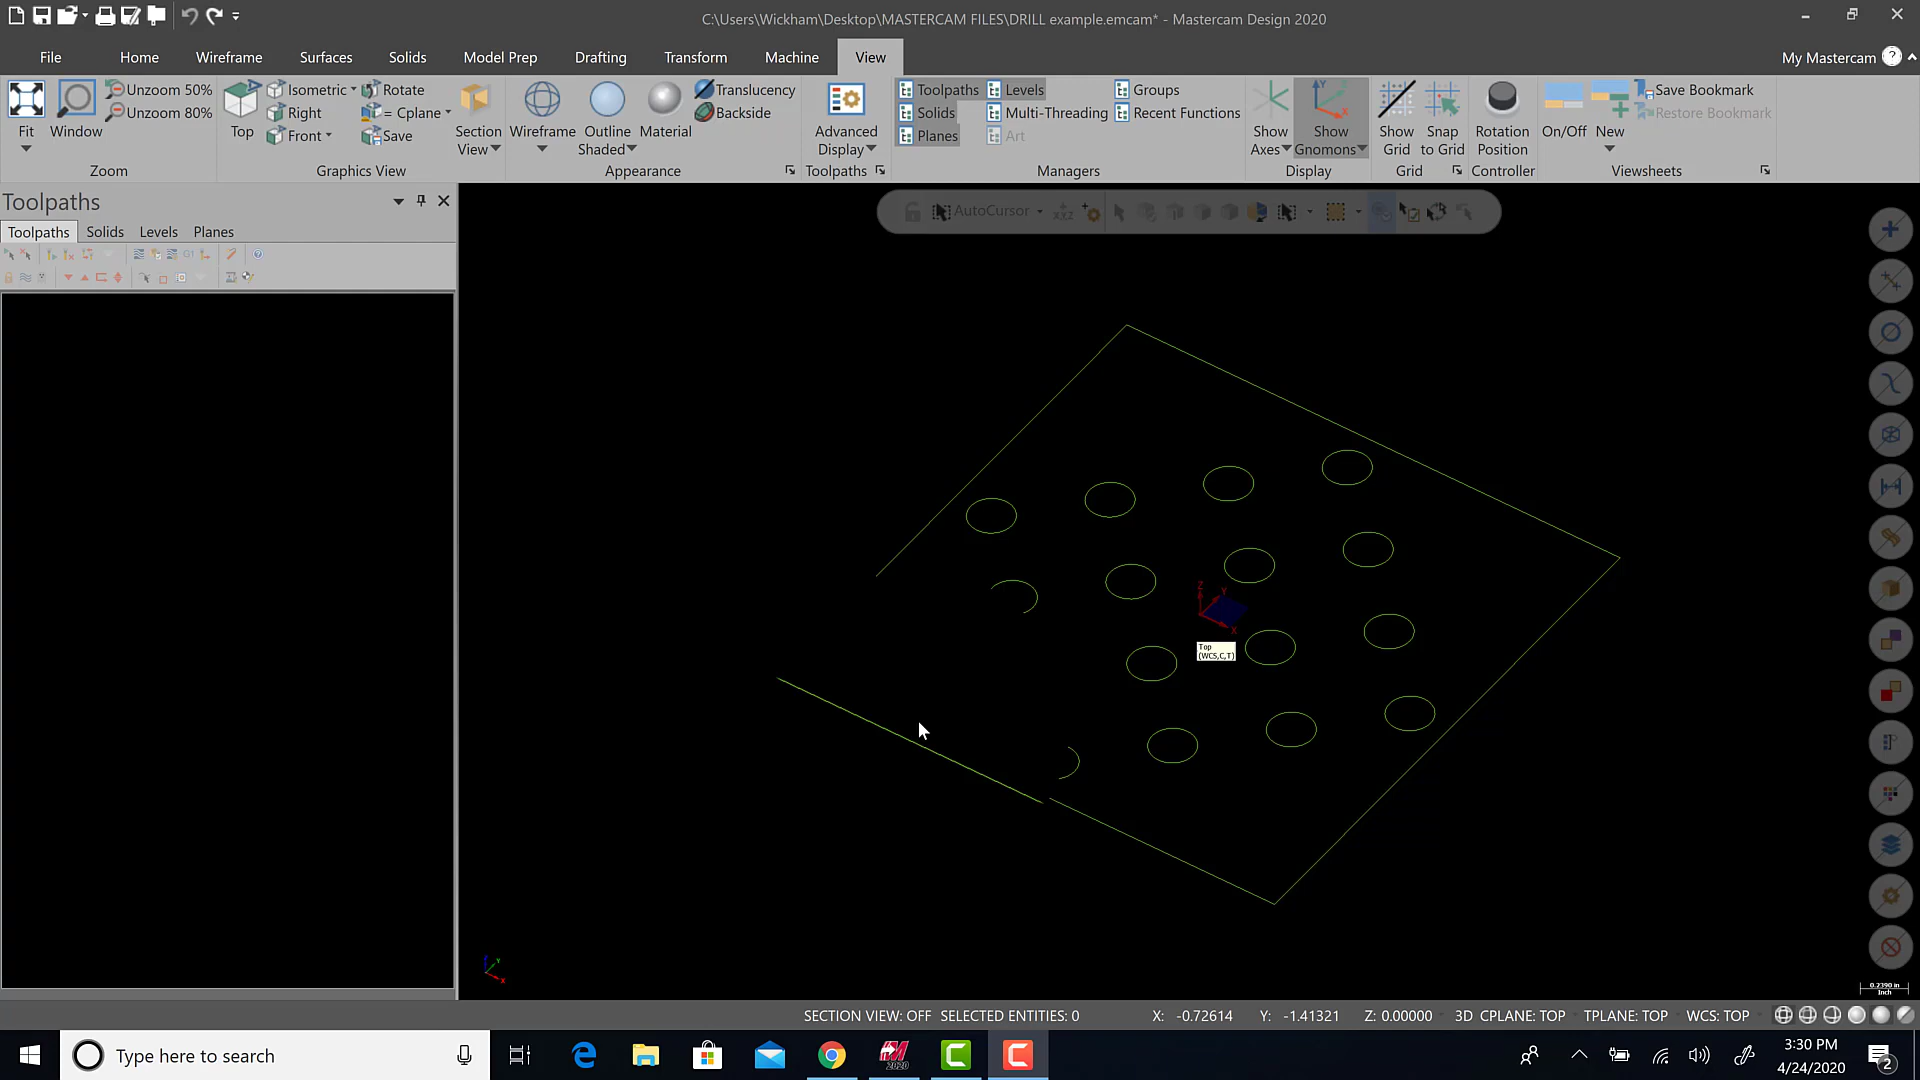 C:\Users\Wickham\Desktop\MASTERCAM FILES\DRILL example.emcam* - Mastercam Design 2020
File Home Wireframe Surfaces Solids Model Prep Drafting Transform Machine View My Mastercam
Fit
Window
Unzoom 50%
Unzoom 80%
Zoom
Top
Isometric
Right
Front
Rotate
= Cplane
Save
Graphics View
Section
View
Wireframe
Outline
Shaded
Material
Translucency
Backside
Appearance
Advanced
Display
Toolpaths
Toolpaths
Solids
Planes
Levels
Multi-Threading
Art
Groups
Recent Functions
Managers
Show
Axes
Show
Gnomons
Display
Show
Grid
Snap
to Grid
Grid
Rotation
Position
Controller
On/Off
New
Save Bookmark
Restore Bookmark
Viewsheets
Toolpaths
Toolpaths Solids Levels Planes
AutoCursor
Z
Y
X
Top
(WCS,C,T)
0.2390 in
Inch
SECTION VIEW: OFF SELECTED ENTITIES: 0 X: -0.72614 Y: -1.41321 Z: 0.00000 3D CPLANE: TOP TPLANE: TOP WCS: TOP
Type here to search
2020
3:30 PM
4/24/2020
2